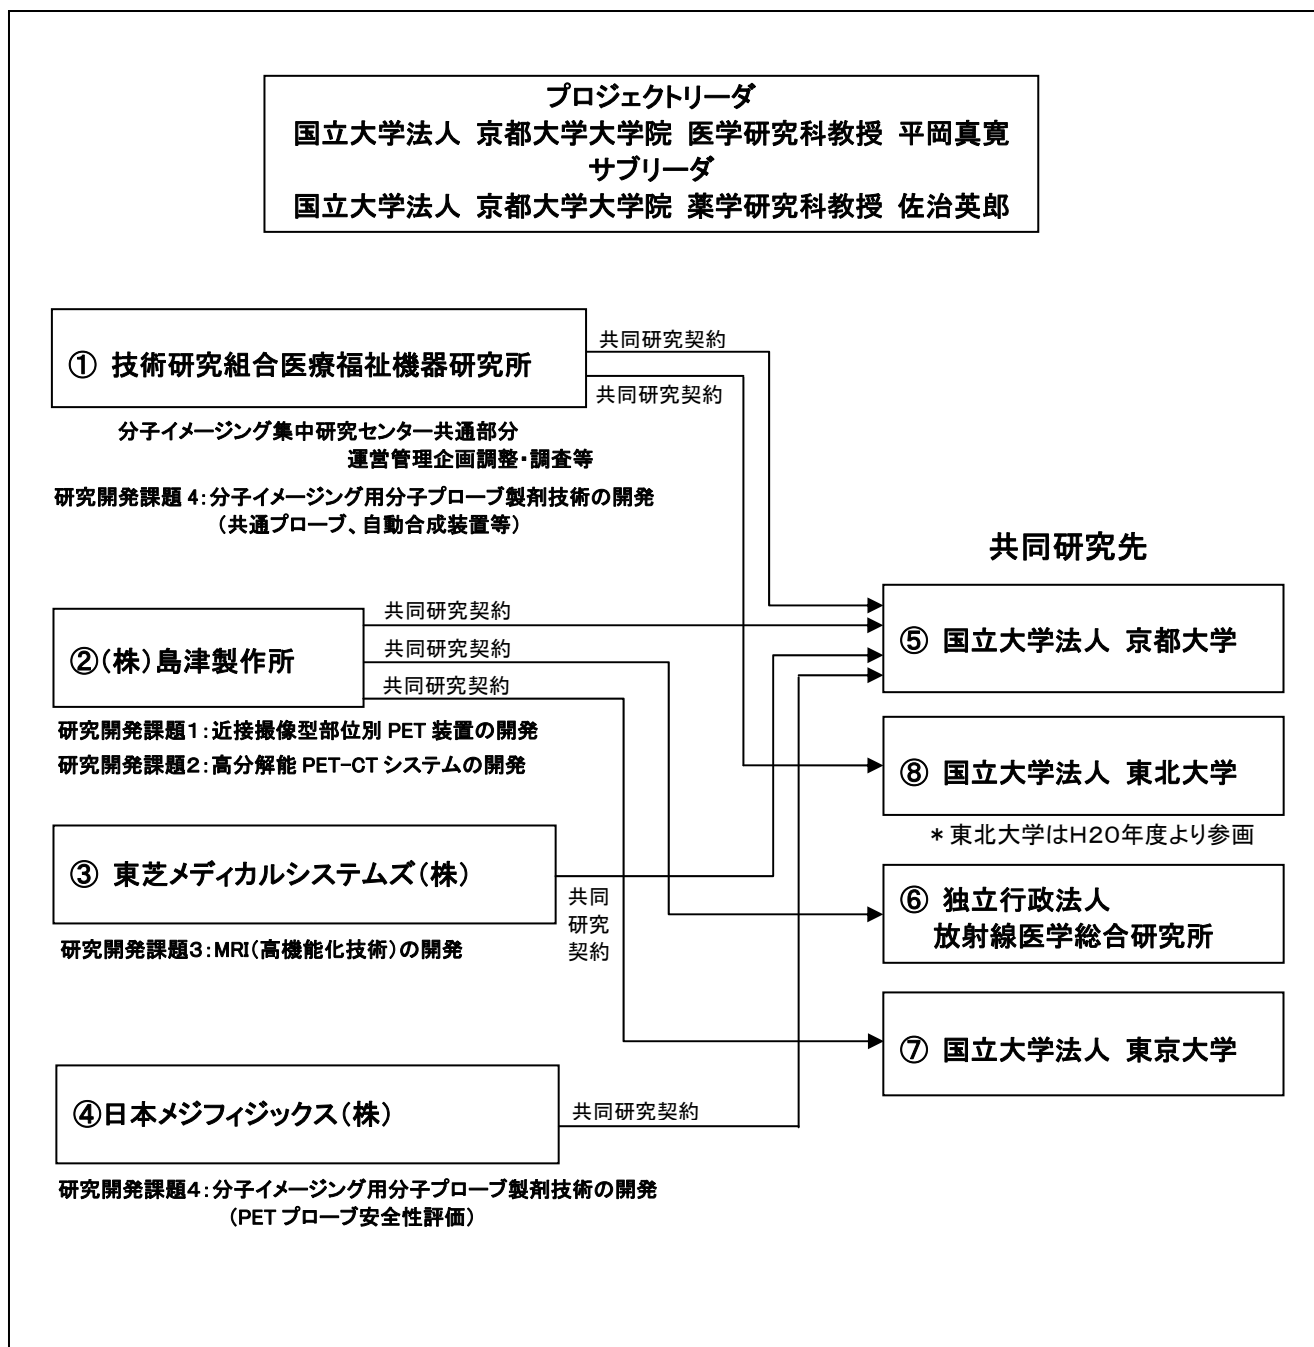 プロジェクトリーダ
国立大学法人 京都大学大学院 医学研究科教授 平岡真寛
サブリーダ
国立大学法人 京都大学大学院 薬学研究科教授 佐治英郎
① 技術研究組合医療福祉機器研究所
共同研究契約
共同研究契約
分子イメージング集中研究センター共通部分
運営管理企画調整・調査等
研究開発課題4:分子イメージング用分子プローブ製剤技術の開発
(共通プローブ、自動合成装置等)
②(株)島津製作所
共同研究契約
共同研究契約
共同研究契約
研究開発課題1:近接撮像型部位別 PET 装置の開発
研究開発課題2:高分解能 PET-CT システムの開発
③ 東芝メディカルシステムズ(株)
共同
研究
契約
研究開発課題3:MRI(高機能化技術)の開発
④日本メジフィジックス(株)
共同研究契約
研究開発課題4:分子イメージング用分子プローブ製剤技術の開発
(PET プローブ安全性評価)
共同研究先
⑤ 国立大学法人 京都大学
⑧ 国立大学法人 東北大学
*東北大学はH20年度より参画
⑥ 独立行政法人
放射線医学総合研究所
⑦ 国立大学法人 東京大学